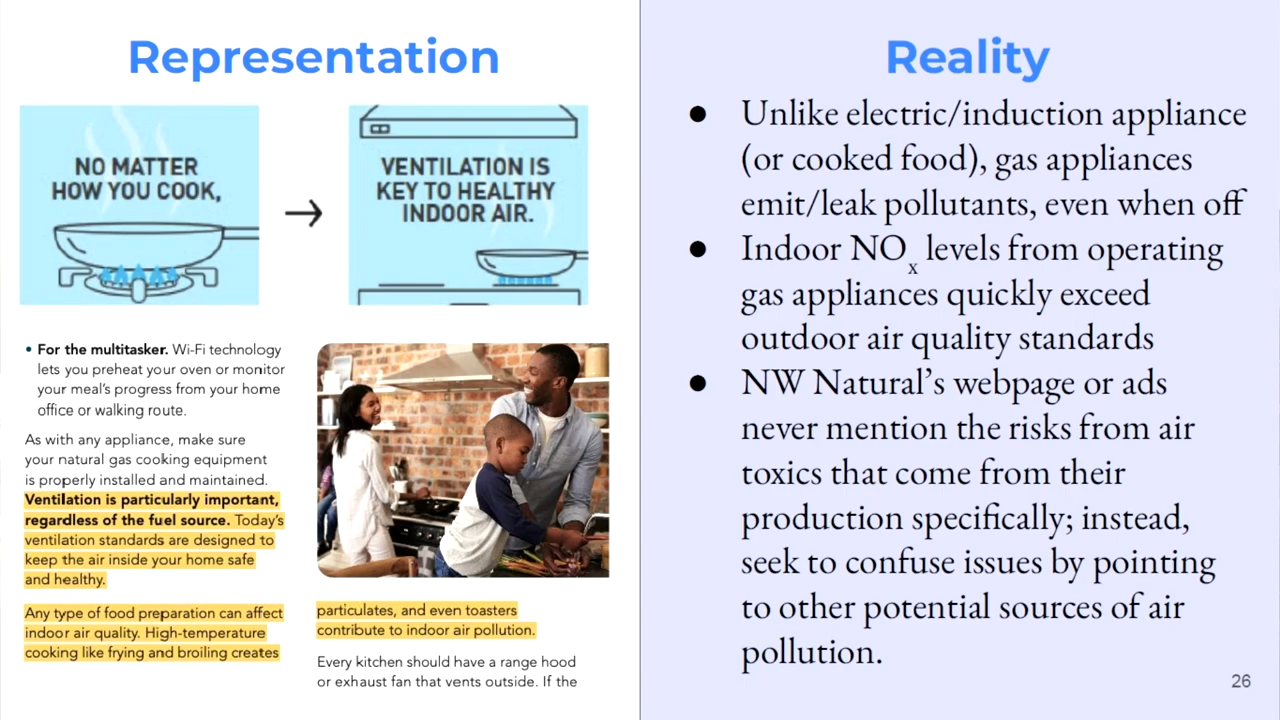 Representation
NO MATTER
HOW YOU COOK,
VENTILATION IS
KEY TO HEALTHY
INDOOR AIR.
• For the multitasker. Wi-Fi technology
lets you preheat your oven or monitor
your meal's progress from your home
office or walking route.
As with any appliance, make sure
your natural gas cooking equipment
is properly installed and maintained.
Ventilation is particularly important,
regardless of the fuel source. Today's
ventilation standards are designed to
keep the air inside your home safe
and healthy.
Any type of food preparation can affect
indoor air quality. High-temperature
cooking like frying and broiling creates
particulates, and even toasters
contribute to indoor air pollution.
Every kitchen should have a range hood
or exhaust fan that vents outside. If the
Reality
● Unlike electric/induction appliance
(or cooked food), gas appliances
emit/leak pollutants, even when off
● Indoor NOx levels from operating
gas appliances quickly exceed
outdoor air quality standards
● NW Natural's webpage or ads
never mention the risks from air
toxics that come from their
production specifically; instead,
seek to confuse issues by pointing
to other potential sources of air
pollution.
26